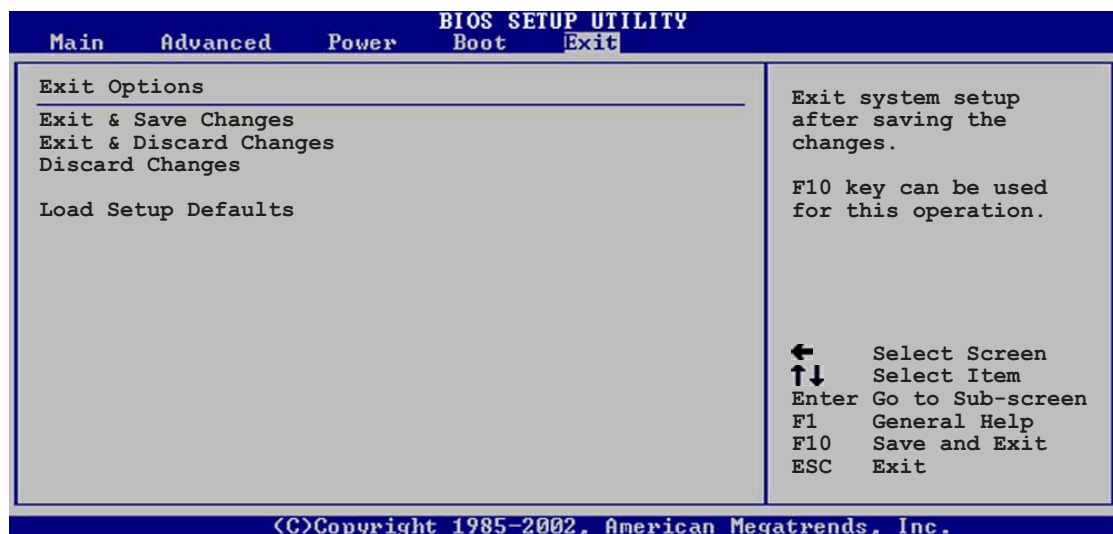 BIOS SETUP UTILITY
Main Advanced Power Boot Exit
Exit Options
Exit & Save Changes
Exit & Discard Changes
Discard Changes
Load Setup Defaults
Exit system setup
after saving the
changes.
F10 key can be used
for this operation.
← Select Screen
↑↓ Select Item
Enter Go to Sub-screen
F1 General Help
F10 Save and Exit
ESC Exit
(C)Copyright 1985-2002, American Megatrends, Inc.